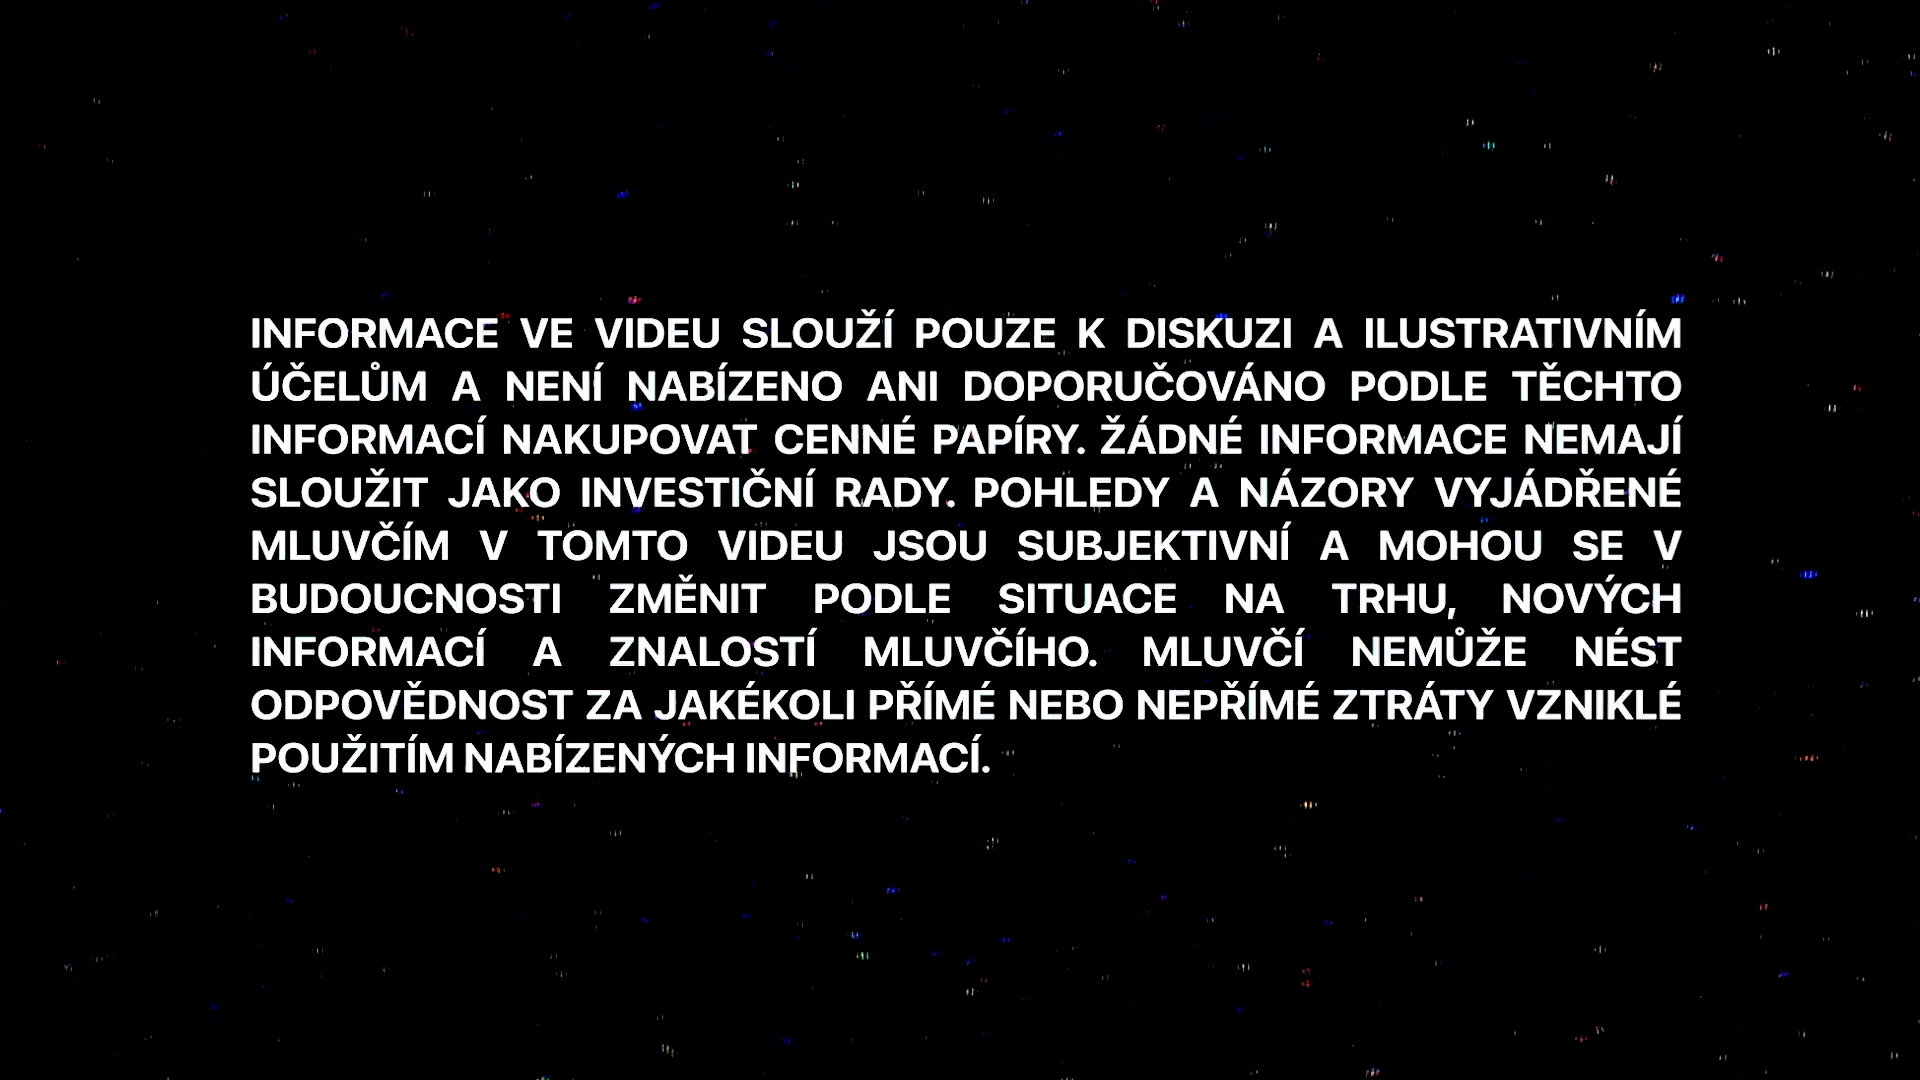 INFORMACE VE VIDEU SLOUŽÍ POUZE K DISKUZI A ILUSTRATIVNÍM
ÚČELŮM A NENÍ NABÍZENO ANI DOPORUČOVÁNO PODLE TĚCHTO
INFORMACÍ NAKUPOVAT CENNÉ PAPÍRY. ŽÁDNÉ INFORMACE NEMAJÍ
SLOUŽIT JAKO INVESTIČNÍ RADY. POHLEDY A NÁZORY VYJÁDŘENÉ
MLUVČÍM V TOMTO VIDEU JSOU SUBJEKTIVNÍ A MOHOU SE V
BUDOUCNOSTI ZMĚNIT PODLE SITUACE NA TRHU, NOVÝCH
INFORMACÍ A ZNALOSTÍ MLUVČÍHO. MLUVČÍ NEMŮŽE NÉST
ODPOVĚDNOST ZA JAKÉKOLI PŘÍMÉ NEBO NEPŘÍMÉ ZTRÁTY VZNIKLÉ
POUŽITÍM NABÍZENÝCH INFORMACÍ.